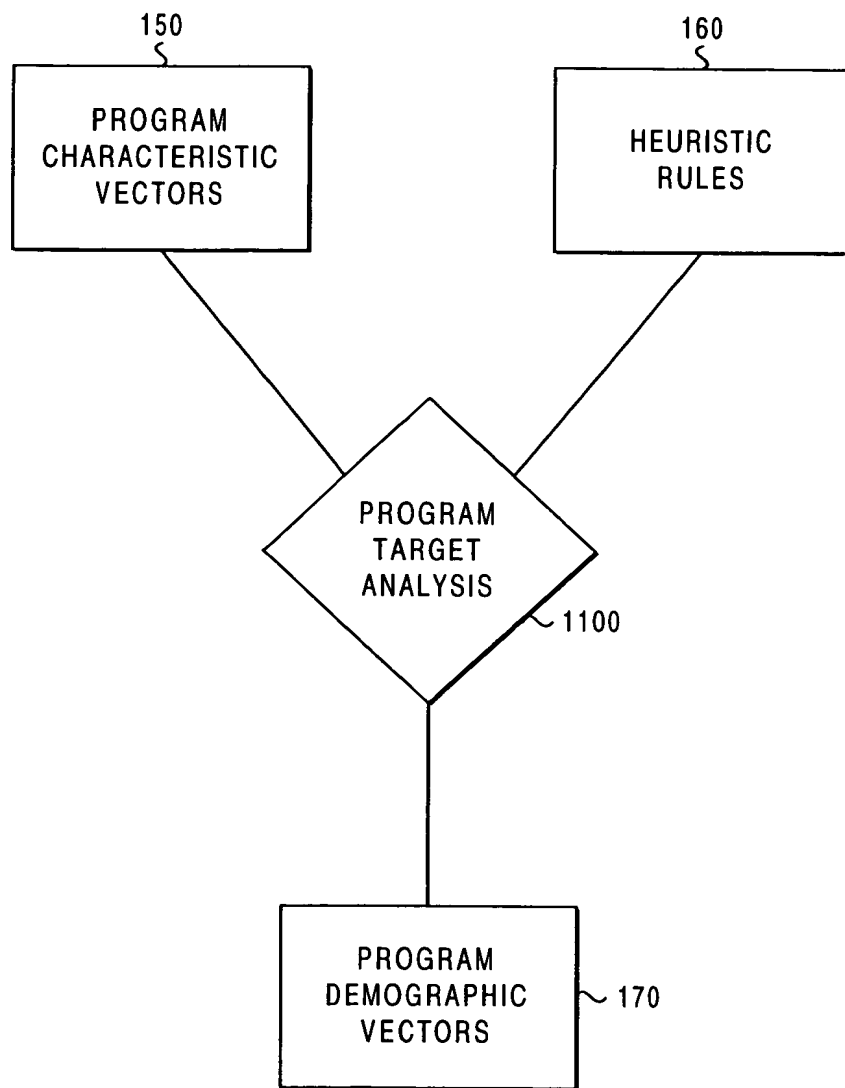 150
PROGRAM
CHARACTERISTIC
VECTORS
160
HEURISTIC
RULES
PROGRAM
TARGET
ANALYSIS
1100
PROGRAM
DEMOGRAPHIC
VECTORS
170